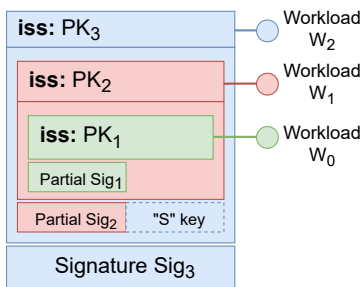 iss: PK3
Workload
W2
iss: PK2
Workload
W1
iss: PK1
Workload
W0
Partial Sig1
Partial Sig2
"S" key
Signature Sig3